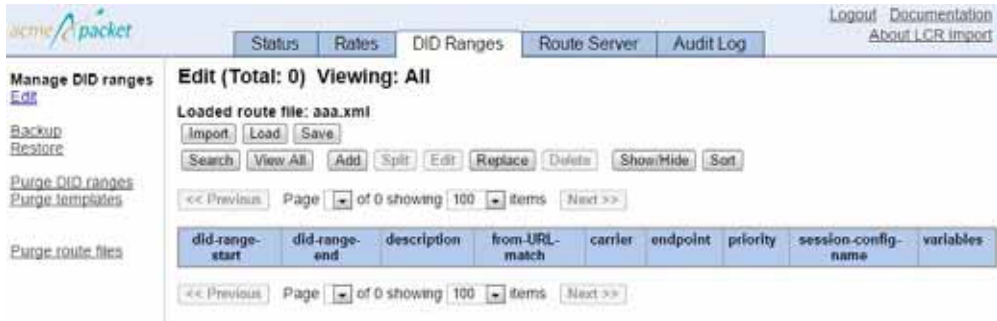 acme packet
Logout Documentation
About LCR Import
Status Rates DID Ranges Route Server Audit Log
Manage DID ranges
Edit
Backup
Restore
Purge DID ranges
Purge templates
Purge route files
Edit (Total: 0) Viewing: All
Loaded route file: aaa.xml
Import Load Save
Search View All Add Split Edit Replace Delete Show/Hide Sort
<< Previous Page of 0 showing 100 items Next >>
did-range-start did-range-end description from-URL-match carrier endpoint priority session-config-name variables
<< Previous Page of 0 showing 100 items Next >>